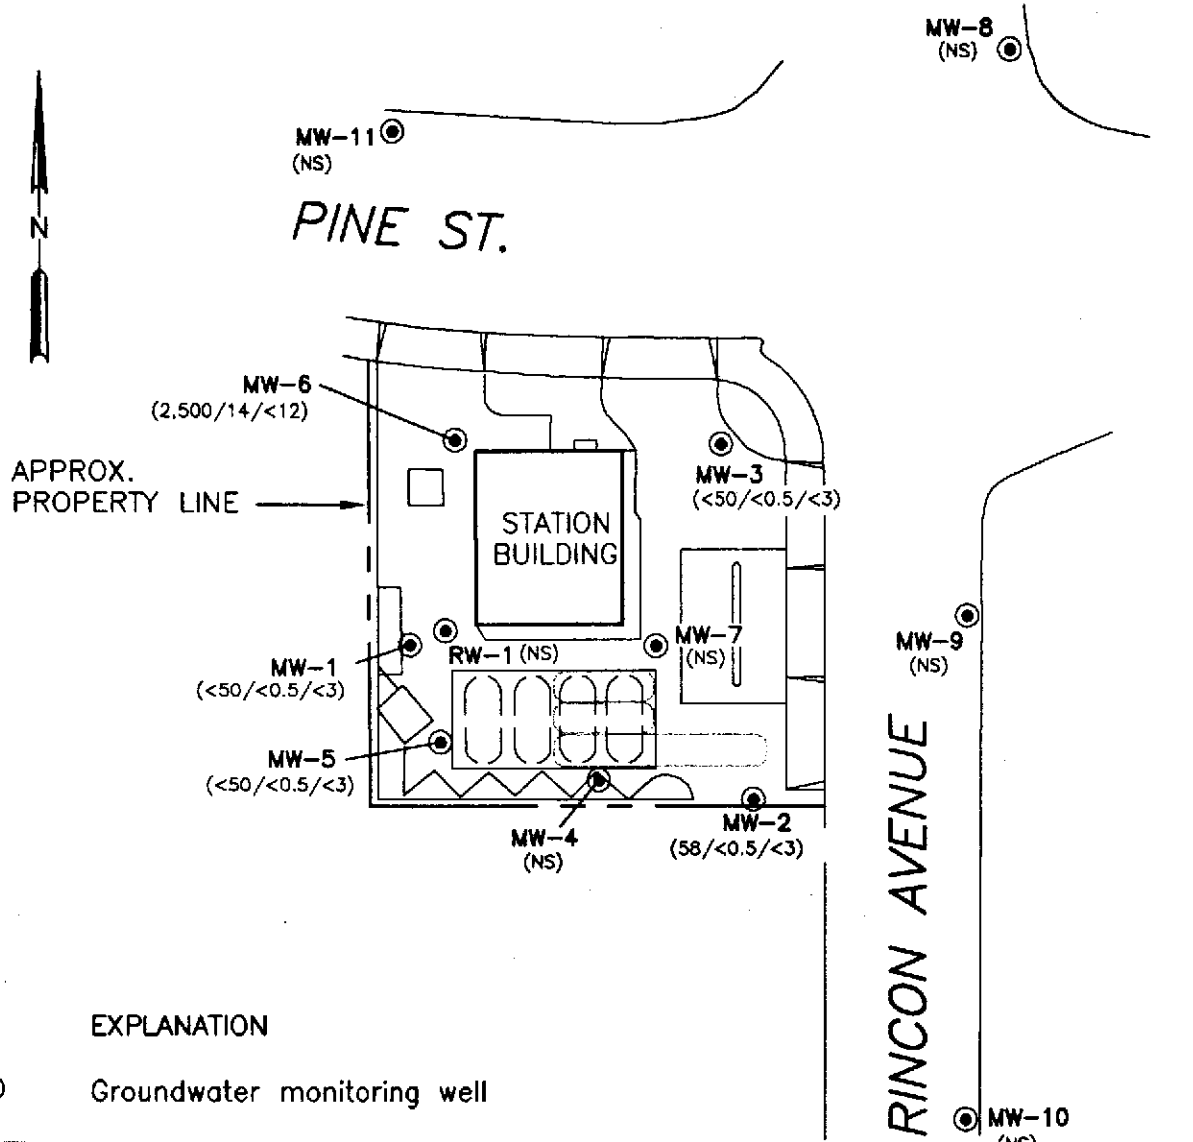 MW-8
(NS)
MW-11
(NS)
PINE ST.
N
MW-6
(2,500/14/<12)
APPROX.
PROPERTY LINE
MW-3
(<50/<0.5/<3)
STATION
BUILDING
MW-7
(NS)
MW-9
(NS)
RW-1 (NS)
MW-1
(<50/<0.5/<3)
MW-5
(<50/<0.5/<3)
MW-4
(NS)
MW-2
(58/<0.5/<3)
RINCON AVENUE
EXPLANATION
Groundwater monitoring well
MW-10
(NS)